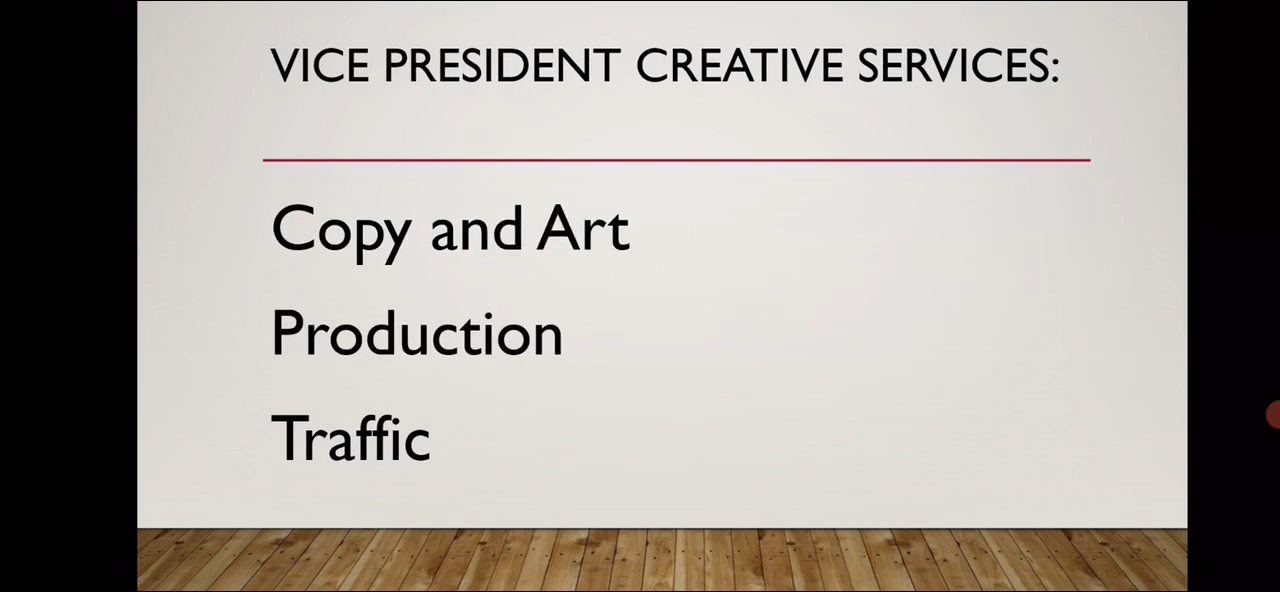 VICE PRESIDENT CREATIVE SERVICES:
Copy and Art
Production
Traffic